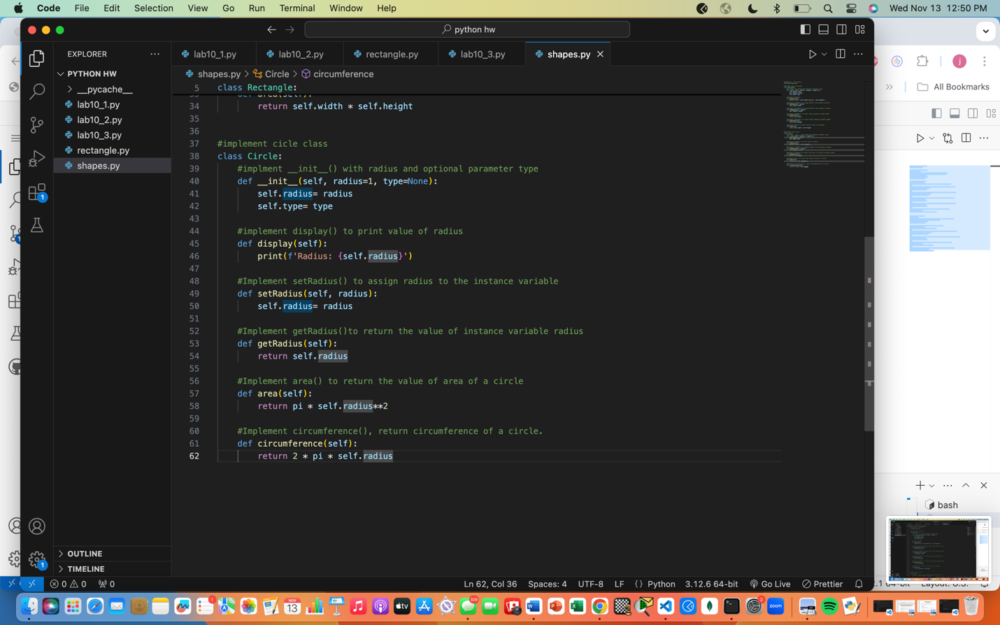 Code File Edit Selection View Go Run Terminal Window Help
Wed Nov 13 12:50 PM
python hw
EXPLORER
lab10_1.py
lab10_2.py
rectangle.py
lab10_3.py
shapes.py
PYTHON HW
__pycache__
lab10_1.py
lab10_2.py
lab10_3.py
rectangle.py
shapes.py
OUTLINE
TIMELINE
shapes.py > Circle > circumference
5 class Rectangle:
34 return self.width * self.height
35
36
37 #implement cicle class
38 class Circle:
39 #implment __init__() with radius and optional parameter type
40 def __init__(self, radius=1, type=None):
41 self.radius= radius
42 self.type= type
43
44 #implement display() to print value of radius
45 def display(self):
46 print(f'Radius: {self.radius}')
47
48 #Implement setRadius() to assign radius to the instance variable
49 def setRadius(self, radius):
50 self.radius= radius
51
52 #Implement getRadius()to return the value of instance variable radius
53 def getRadius(self):
54 return self.radius
55
56 #Implement area() to return the value of area of a circle
57 def area(self):
58 return pi * self.radius**2
59
60 #Implement circumference(), return circumference of a circle.
61 def circumference(self):
62 return 2 * pi * self.radius
j
All Bookmarks
bash
1
1
0 0 0
Ln 62, Col 36 Spaces: 4 UTF-8 LF {} Python 3.12.6 64-bit Go Live Prettier
NOV
13
1
329
2
zoom